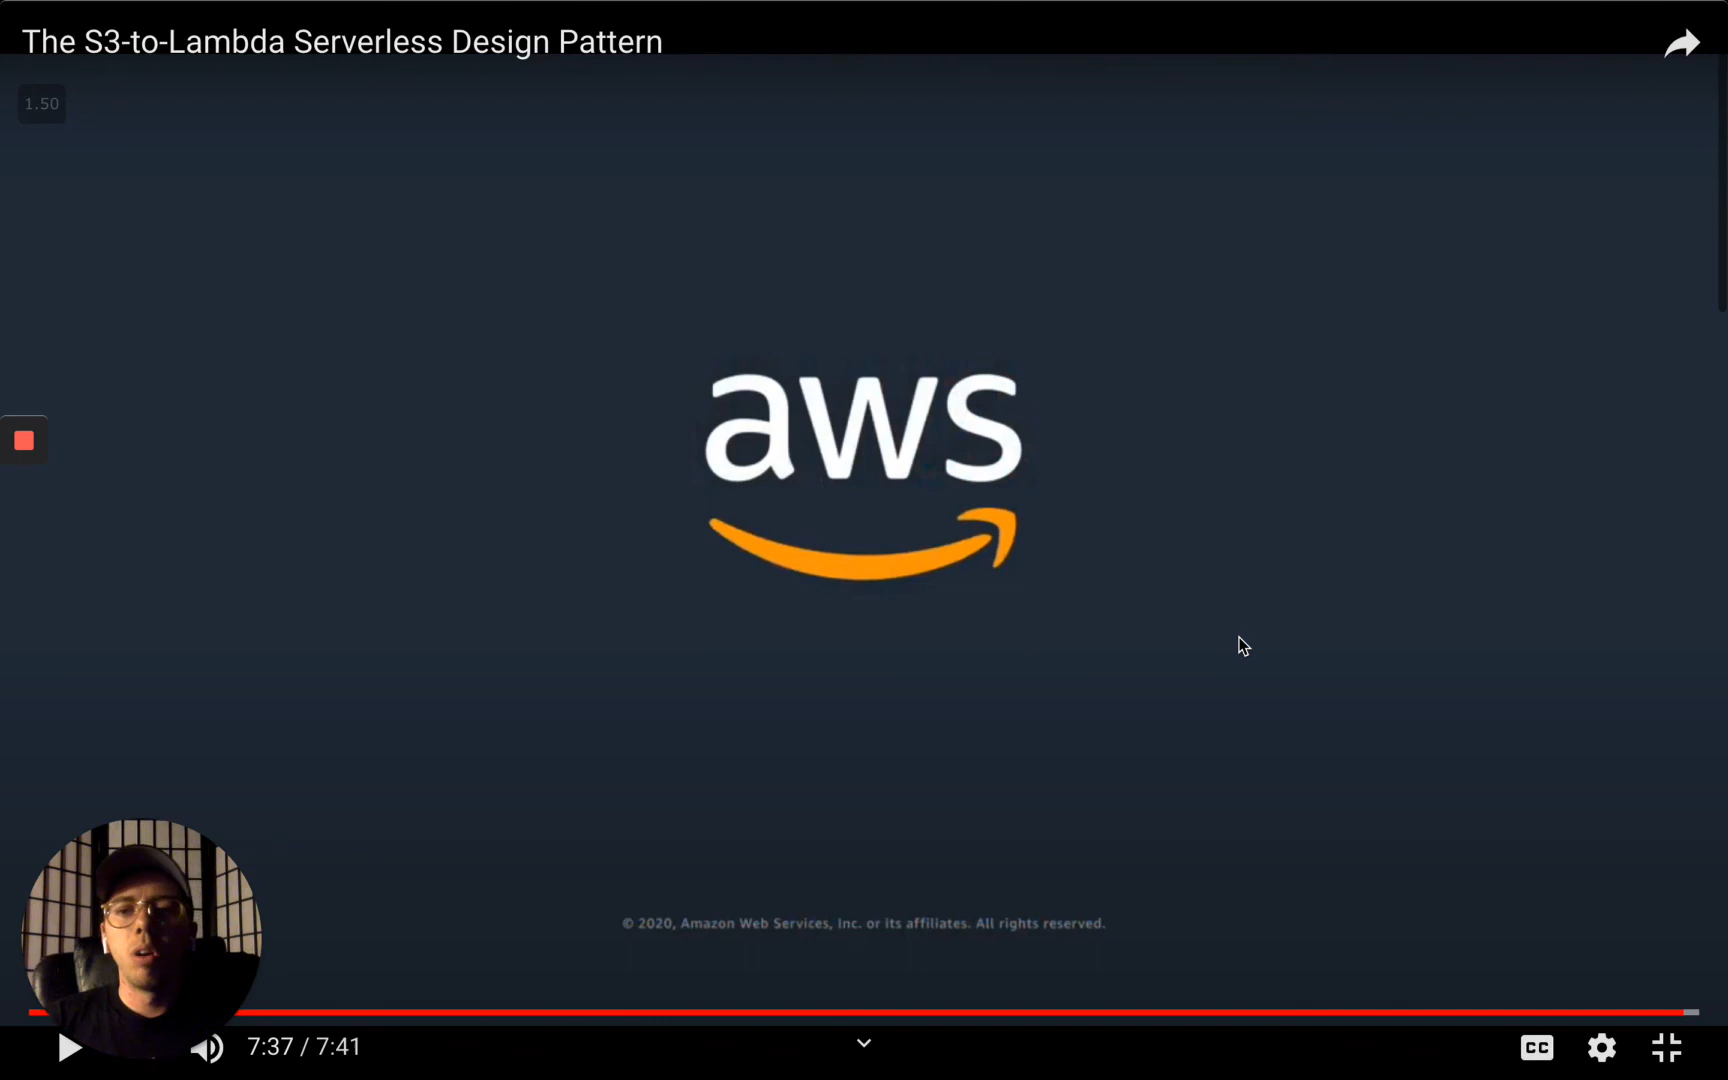 The S3-to-Lambda Serverless Design Pattern
1.50
aws
© 2020, Amazon Web Services, Inc. or its affiliates. All rights reserved.
7:37 / 7:41
CC